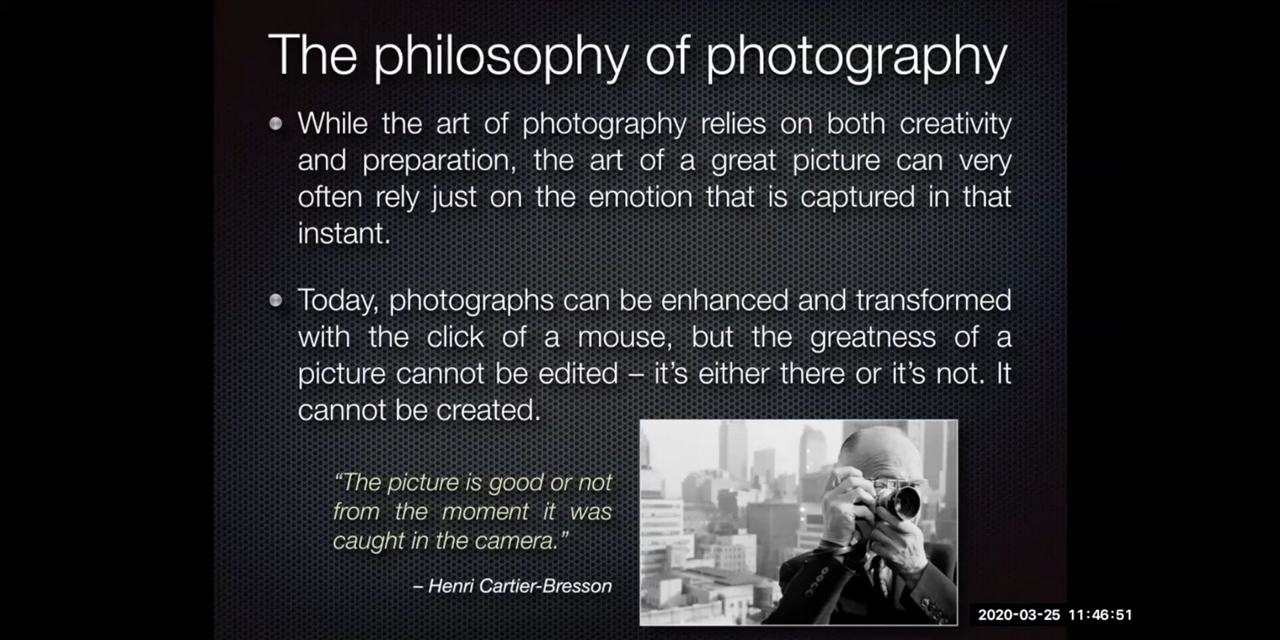 The philosophy of photography
While the art of photography relies on both creativity
and preparation, the art of a great picture can very
often rely just on the emotion that is captured in that
instant.
Today, photographs can be enhanced and transformed
with the click of a mouse, but the greatness of a
picture cannot be edited – it’s either there or it’s not. It
cannot be created.
“The picture is good or not
from the moment it was
caught in the camera.”
– Henri Cartier-Bresson
2020-03-25 11:46:51